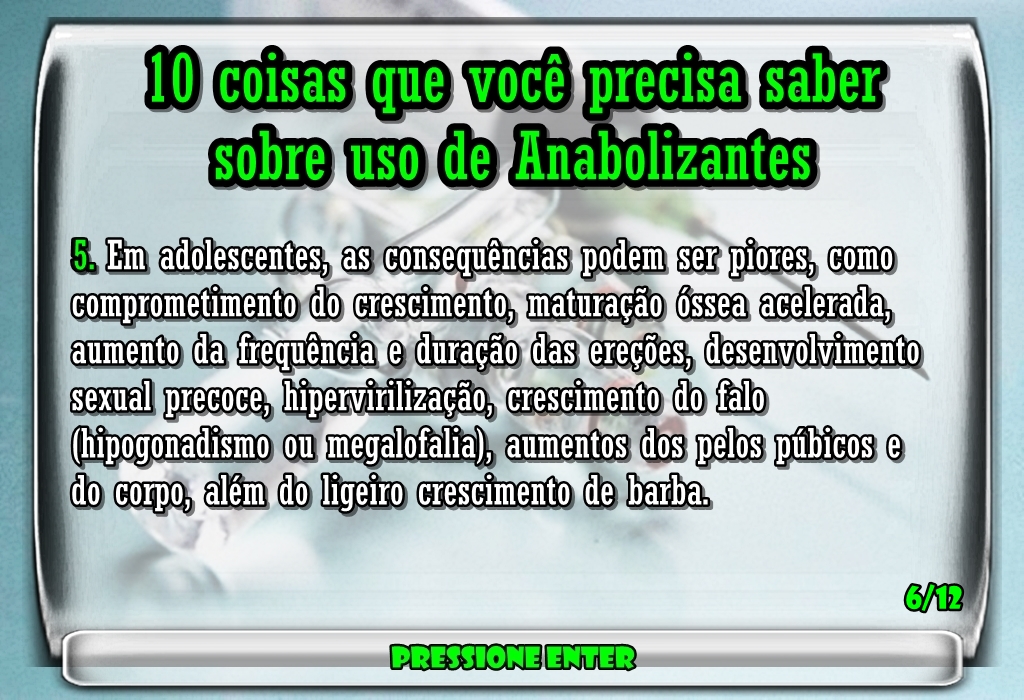 10 coisas que você precisa saber
sobre uso de Anabolizantes
5. Em adolescentes, as consequências podem ser piores, como
comprometimento do crescimento, maturação óssea acelerada,
aumento da frequência e duração das ereções, desenvolvimento
sexual precoce, hipervirilização, crescimento do falo
(hipogonadismo ou megalofalia), aumentos dos pelos púbicos e
do corpo, além do ligeiro crescimento de barba.
6/12
PRESSIONE ENTER